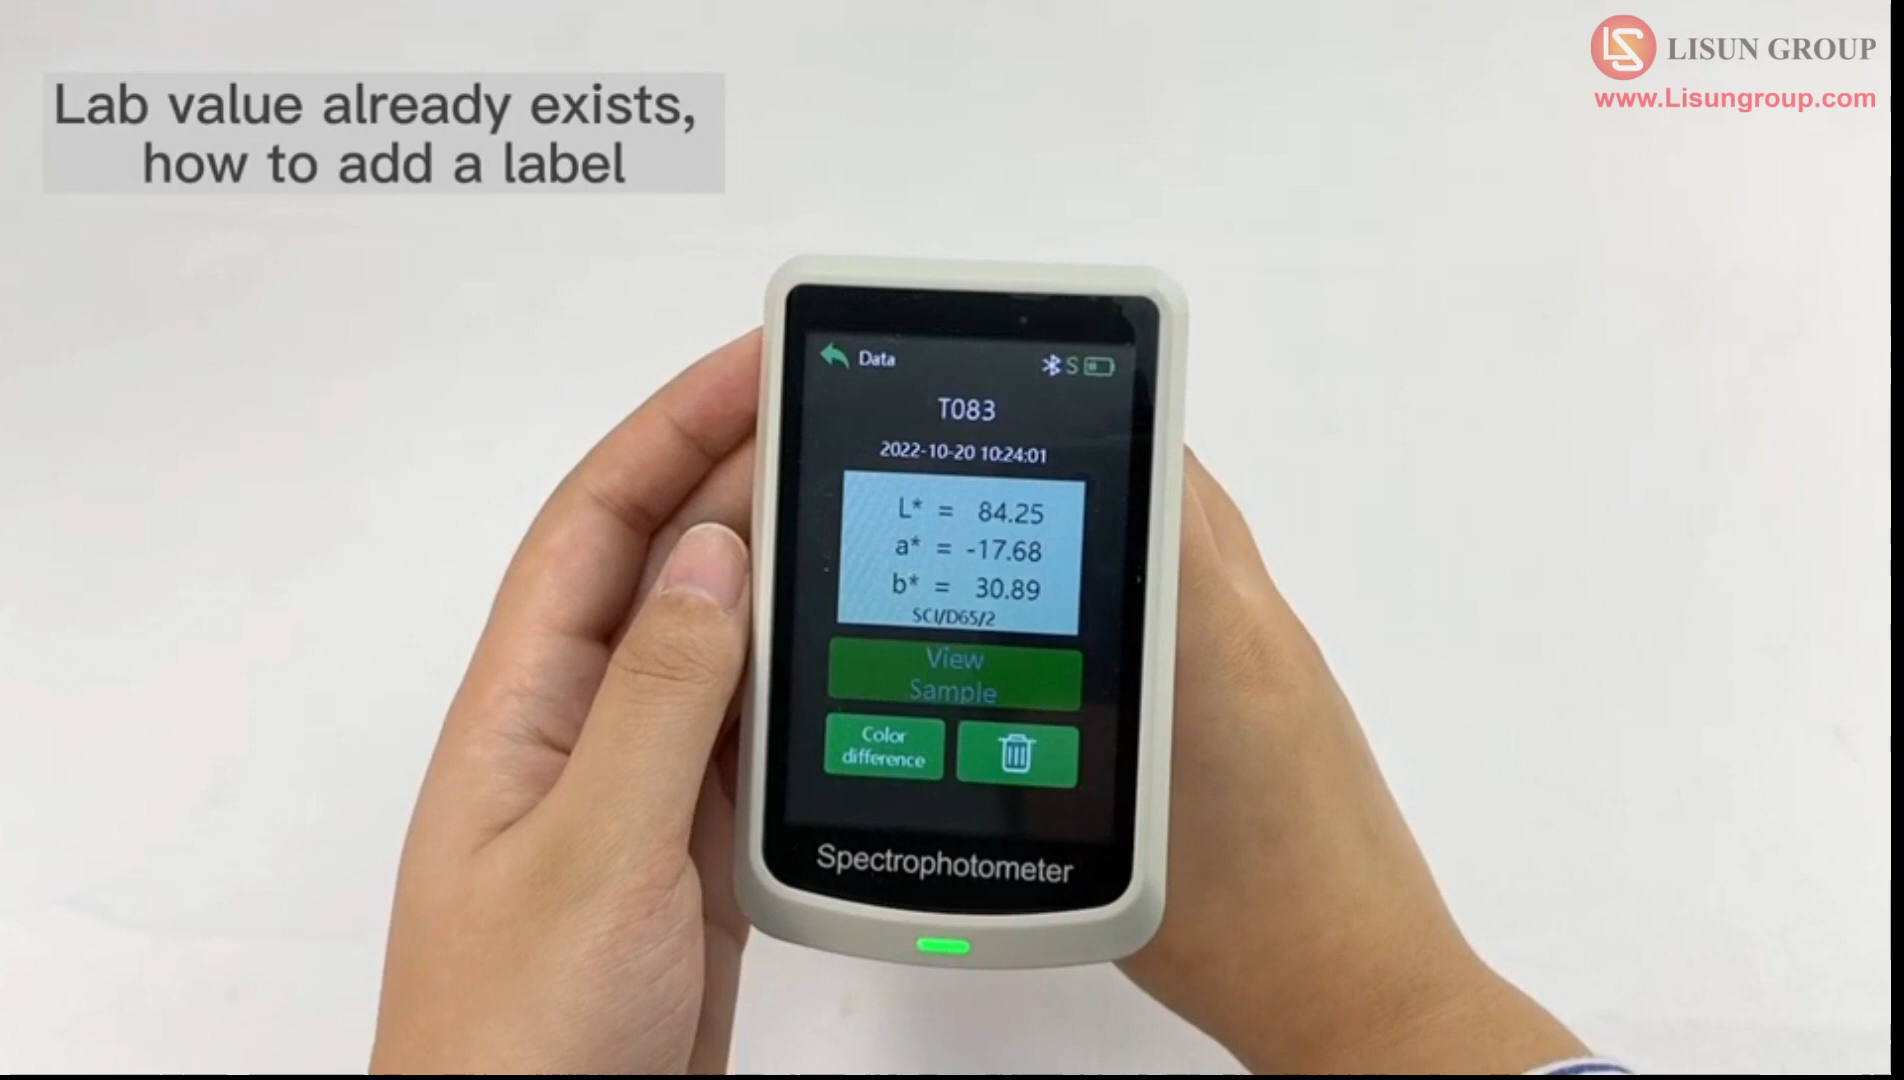 LISUN GROUP
www.Lisungroup.com
Lab value already exists,
how to add a label
Data
S
T083
2022-10-20 10:24:01
L* = 84.25
a* = -17.68
b* = 30.89
SCI/D65/2
View
Sample
Color
difference
Spectrophotometer